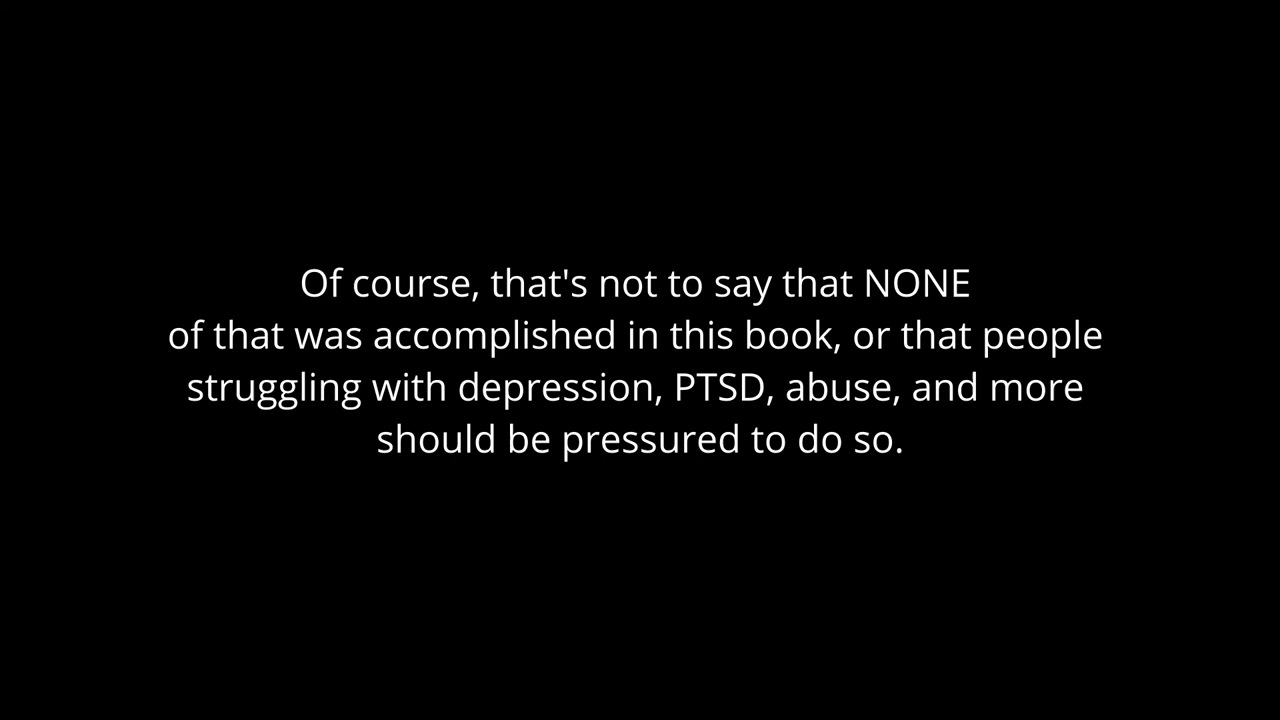 Of course, that's not to say that NONE
of that was accomplished in this book, or that people
struggling with depression, PTSD, abuse, and more
should be pressured to do so.